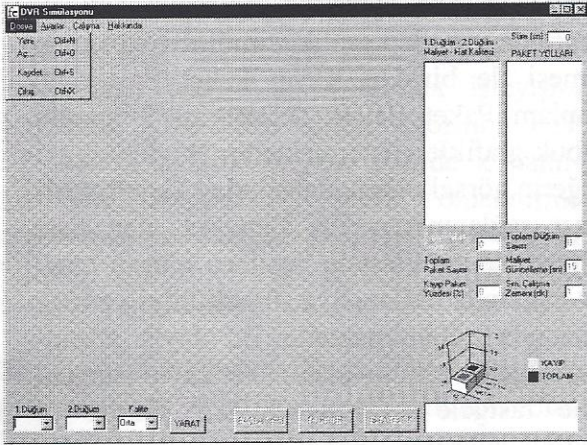 DVR Simülasyonu
Dosya Ayarlar Çalışma Hakkında
Yeni Ctrl+N
Aç... Ctrl+O
Kaydet Ctrl+S
Çıkış Ctrl+X
Süre (sn) 0
1.Düğüm - 2.Düğüm -
Maliyet - Hat Kalitesi
PAKET YOLLARI
Toplam Düğüm
Sayısı
Toplam
Paket Sayısı
Maliyet
Güncelleme (sn) 15
Kayıp Paket
Yüzdesi (%)
Sim. Çalışma
Zamanı (dk)
KAYIP
TOPLAM
1.Düğüm 2.Düğüm Kalite
Orta
YARAT